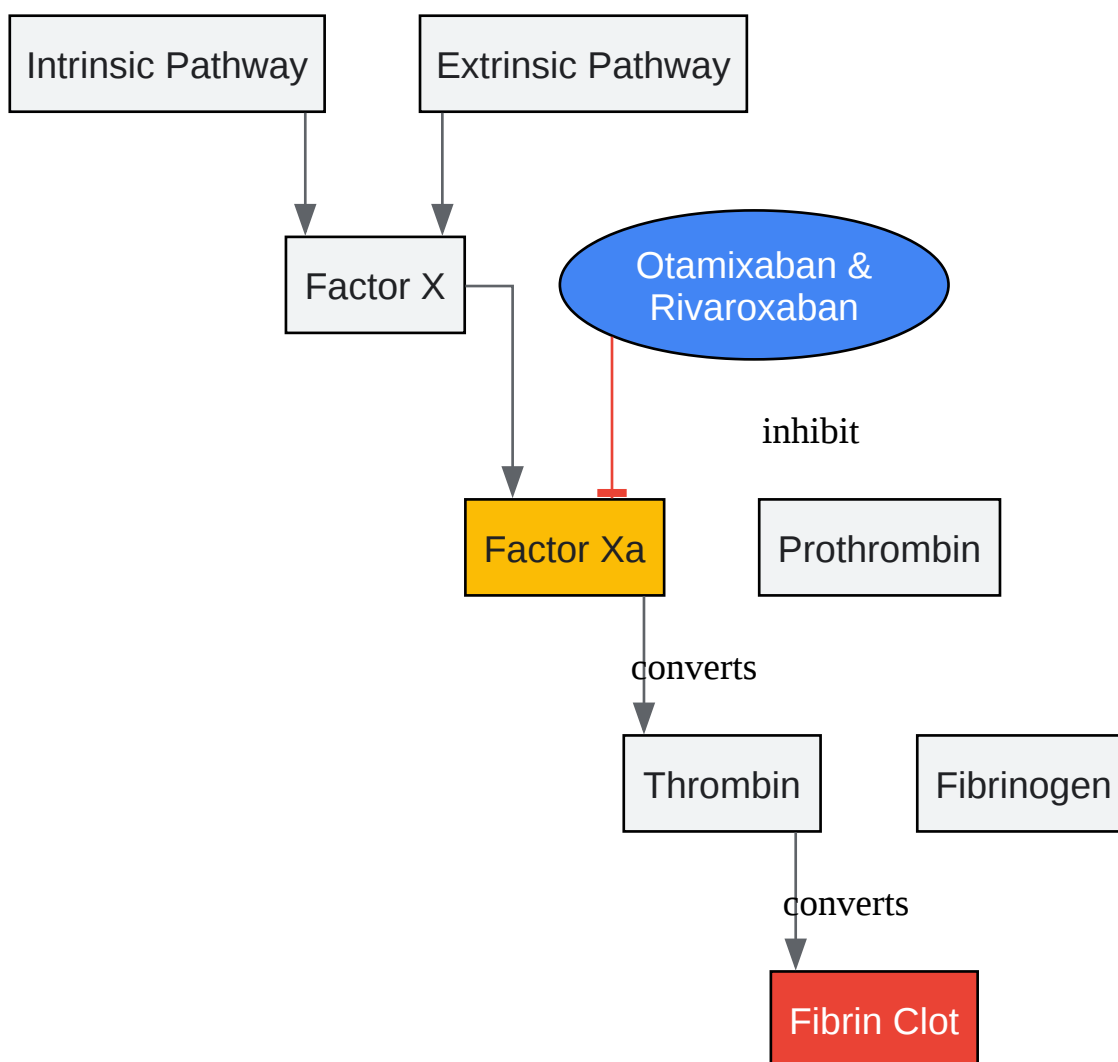 Intrinsic Pathway
Extrinsic Pathway
Factor X
Otamixaban &
Rivaroxaban
inhibit
Factor Xa
Prothrombin
converts
Thrombin
Fibrinogen
converts
Fibrin Clot